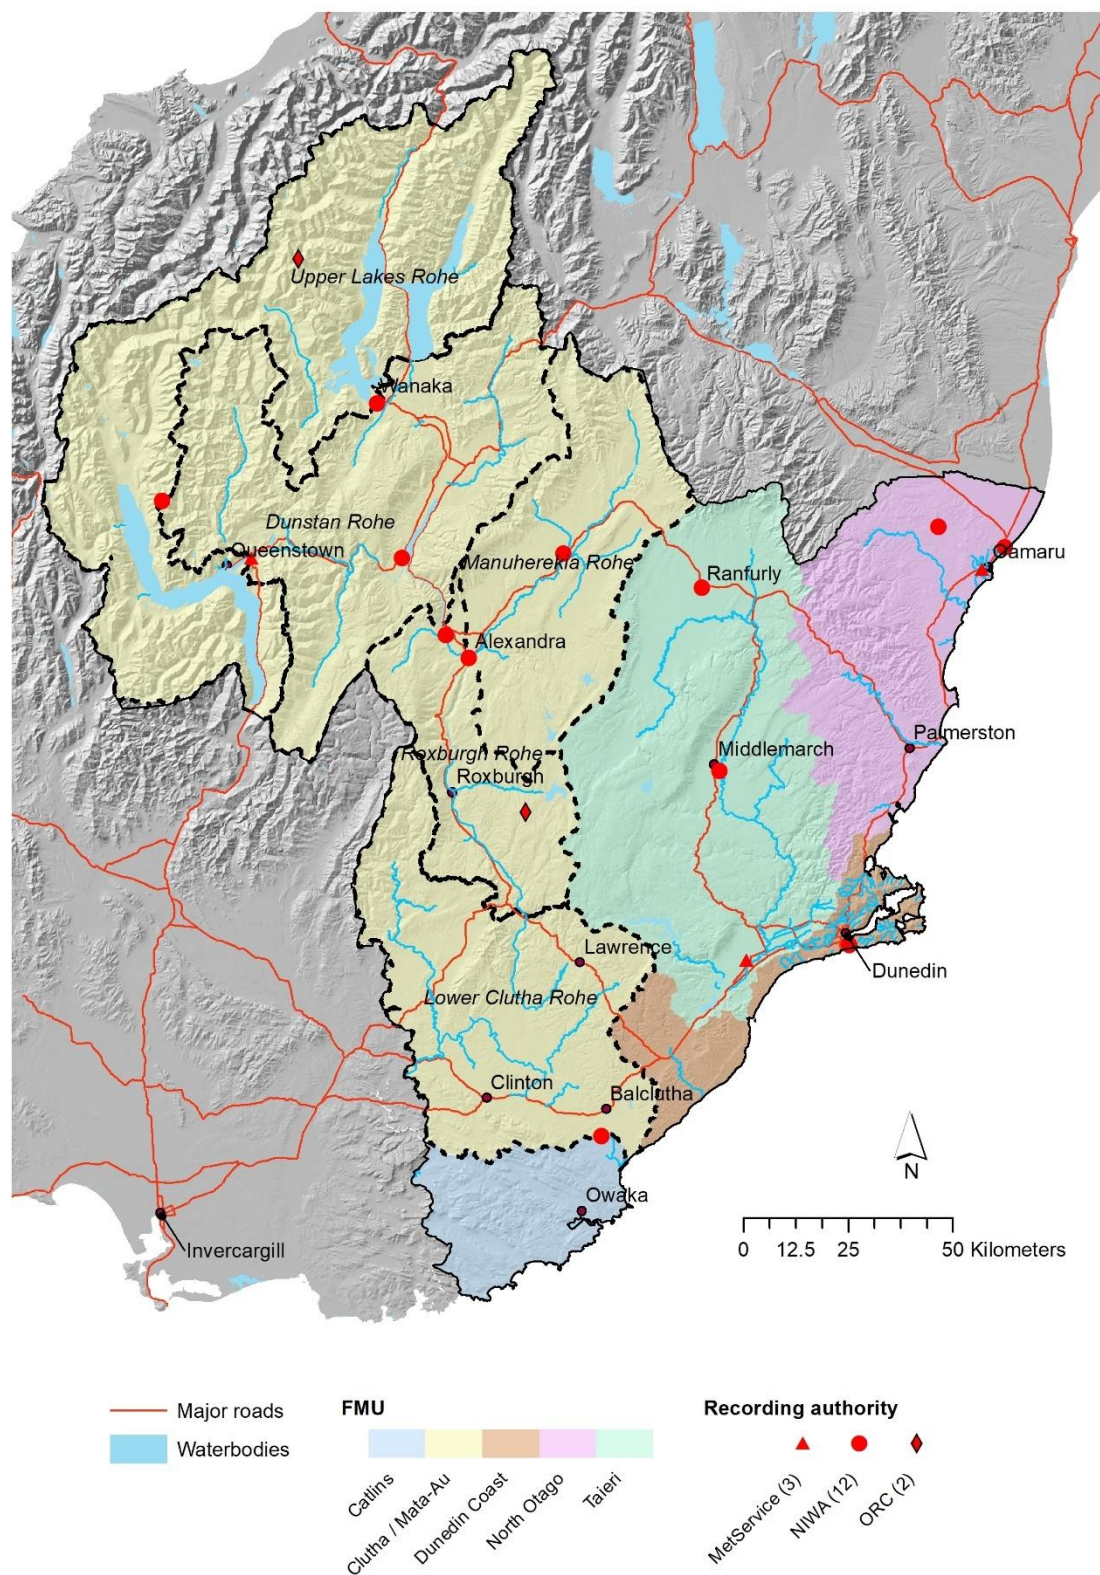 Upper Lakes Rohe
Wanaka
Dunstan Rohe
Queenstown
Manuherekia Rohe
Oamaru
Ranfurly
Alexandra
Palmerston
Middlemarch
Roxburgh Rohe
Roxburgh
Lawrence
Dunedin
Lower Clutha Rohe
Clinton
Balclutha
N
Owaka
Invercargill
0 12.5 25 50 Kilometers
Major roads
Waterbodies
FMU
Catlins
Clutha / Mata-Au
Dunedin Coast
North Otago
Taieri
Recording authority
MetService (3)
NIWA (12)
ORC (2)